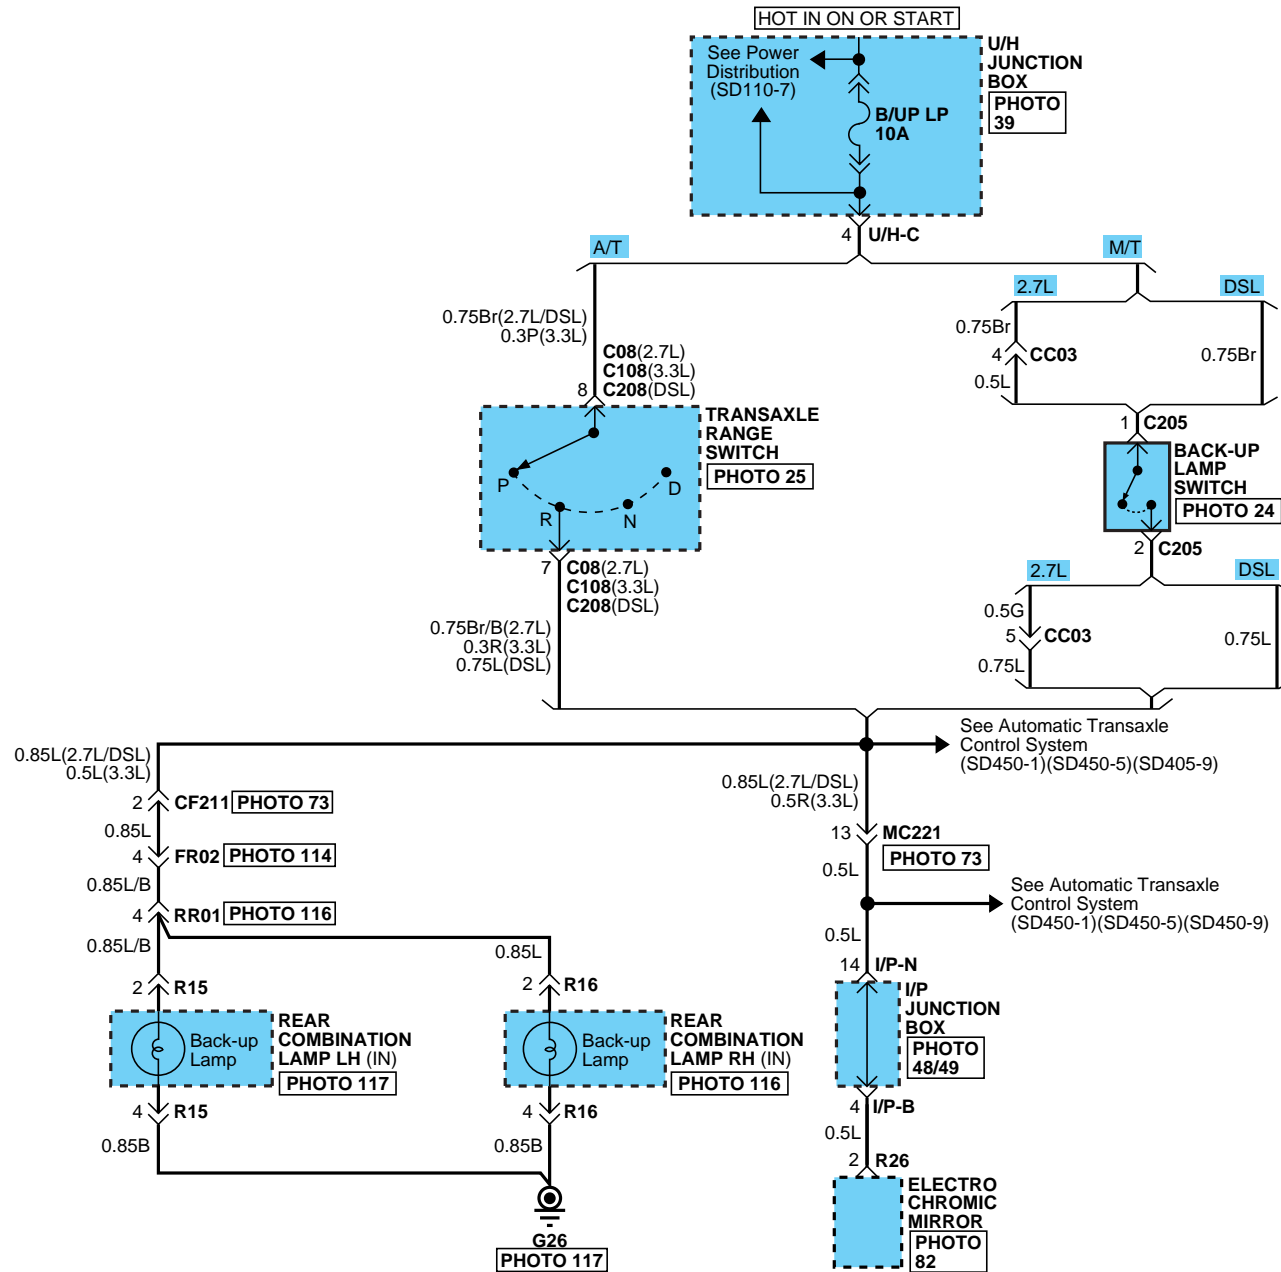 HOT IN ON OR START
See Power
Distribution
(SD110-7)
B/UP LP
10A
U/H
JUNCTION
BOX
PHOTO
39
4 U/H-C
A/T
M/T
0.75Br(2.7L/DSL)
0.3P(3.3L)
C08(2.7L)
C108(3.3L)
C208(DSL)
8
TRANSAXLE
RANGE
SWITCH
PHOTO 25
P
R
N
D
7
C08(2.7L)
C108(3.3L)
C208(DSL)
0.75Br/B(2.7L)
0.3R(3.3L)
0.75L(DSL)
2.7L
DSL
0.75Br
4 CC03
0.5L
0.75Br
1 C205
BACK-UP
LAMP
SWITCH
PHOTO 24
2 C205
2.7L
DSL
0.5G
5 CC03
0.75L
0.75L
See Automatic Transaxle
Control System
(SD450-1)(SD450-5)(SD405-9)
0.85L(2.7L/DSL)
0.5L(3.3L)
2 CF211 PHOTO 73
0.85L
4 FR02 PHOTO 114
0.85L/B
4 RR01 PHOTO 116
0.85L/B
0.85L
2 R15
2 R16
Back-up
Lamp
REAR
COMBINATION
LAMP LH (IN)
PHOTO 117
Back-up
Lamp
REAR
COMBINATION
LAMP RH (IN)
PHOTO 116
4 R15
4 R16
0.85B
0.85B
G26
PHOTO 117
0.85L(2.7L/DSL)
0.5R(3.3L)
13 MC221
PHOTO 73
0.5L
See Automatic Transaxle
Control System
(SD450-1)(SD450-5)(SD450-9)
0.5L
14 I/P-N
I/P
JUNCTION
BOX
PHOTO
48/49
4 I/P-B
0.5L
2 R26
ELECTRO
CHROMIC
MIRROR
PHOTO
82